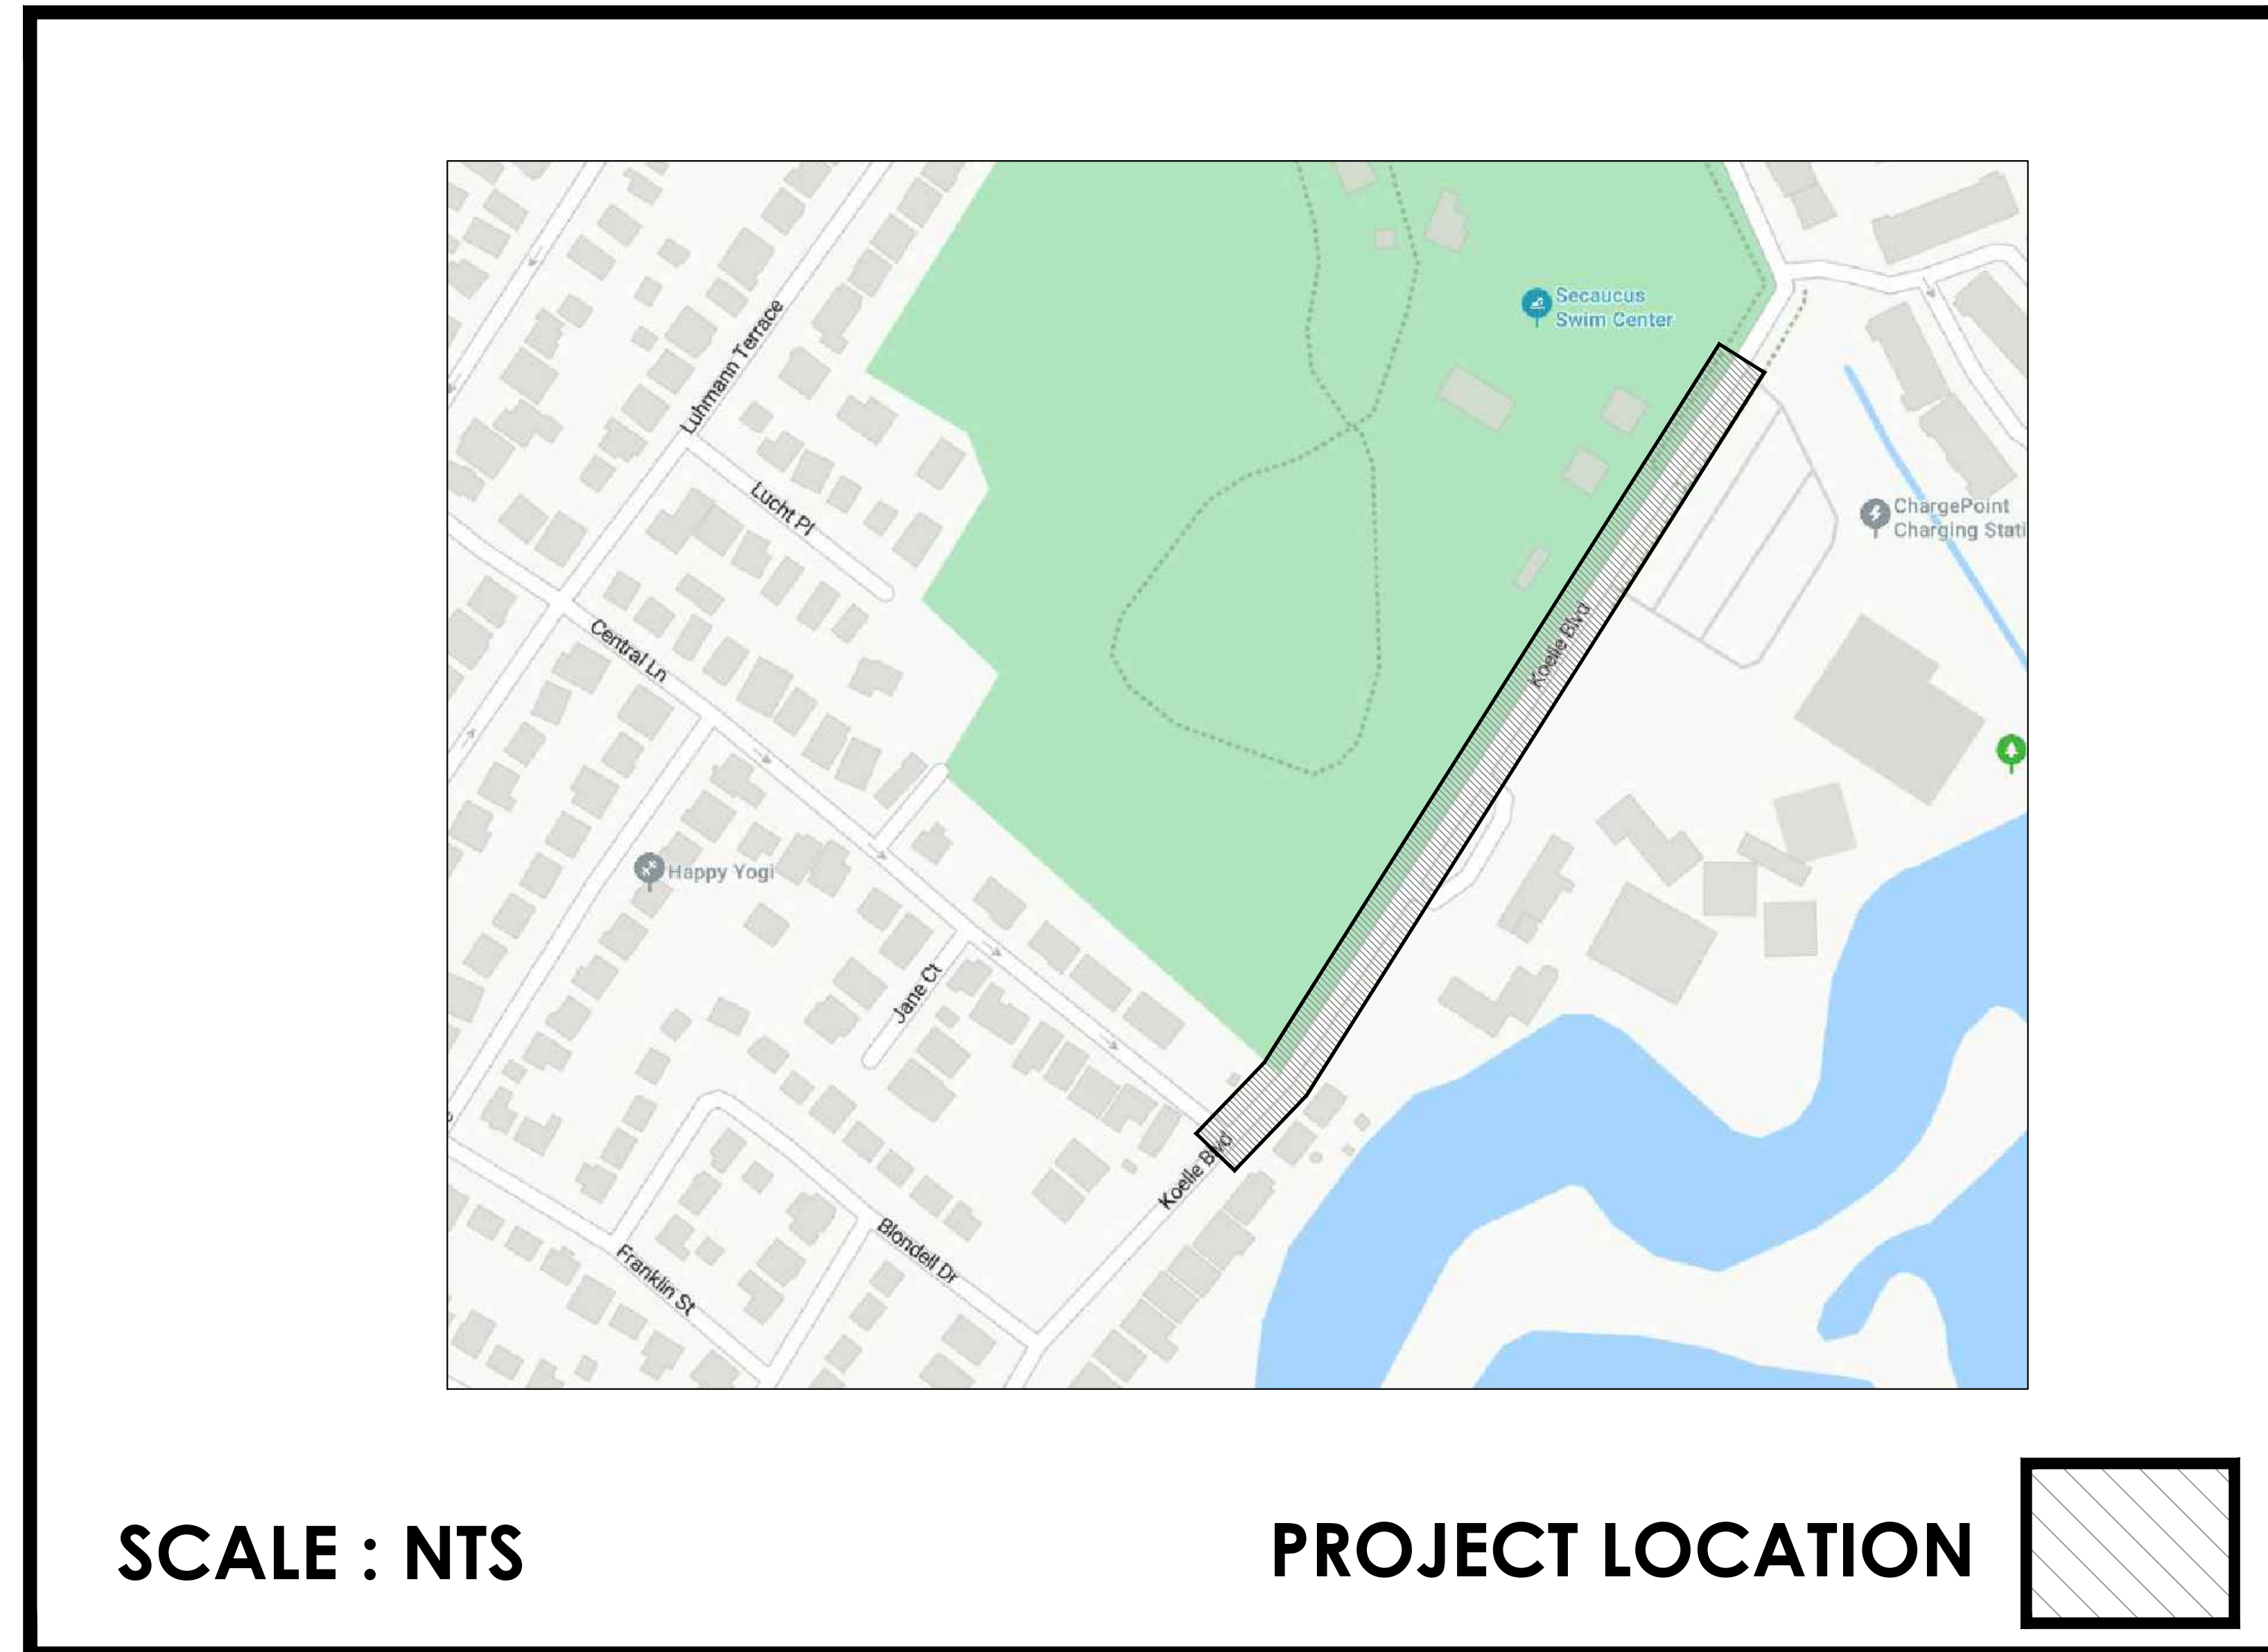 Secaucus
Swim Center
Luhmann Terrace
Lucht Pl
ChargePoint
Charging Stati
Koelle Blvd
Central Ln
Happy Yogi
Jane Ct
Koelle Blvd
Blondell Dr
Franklin St
SCALE : NTS
PROJECT LOCATION